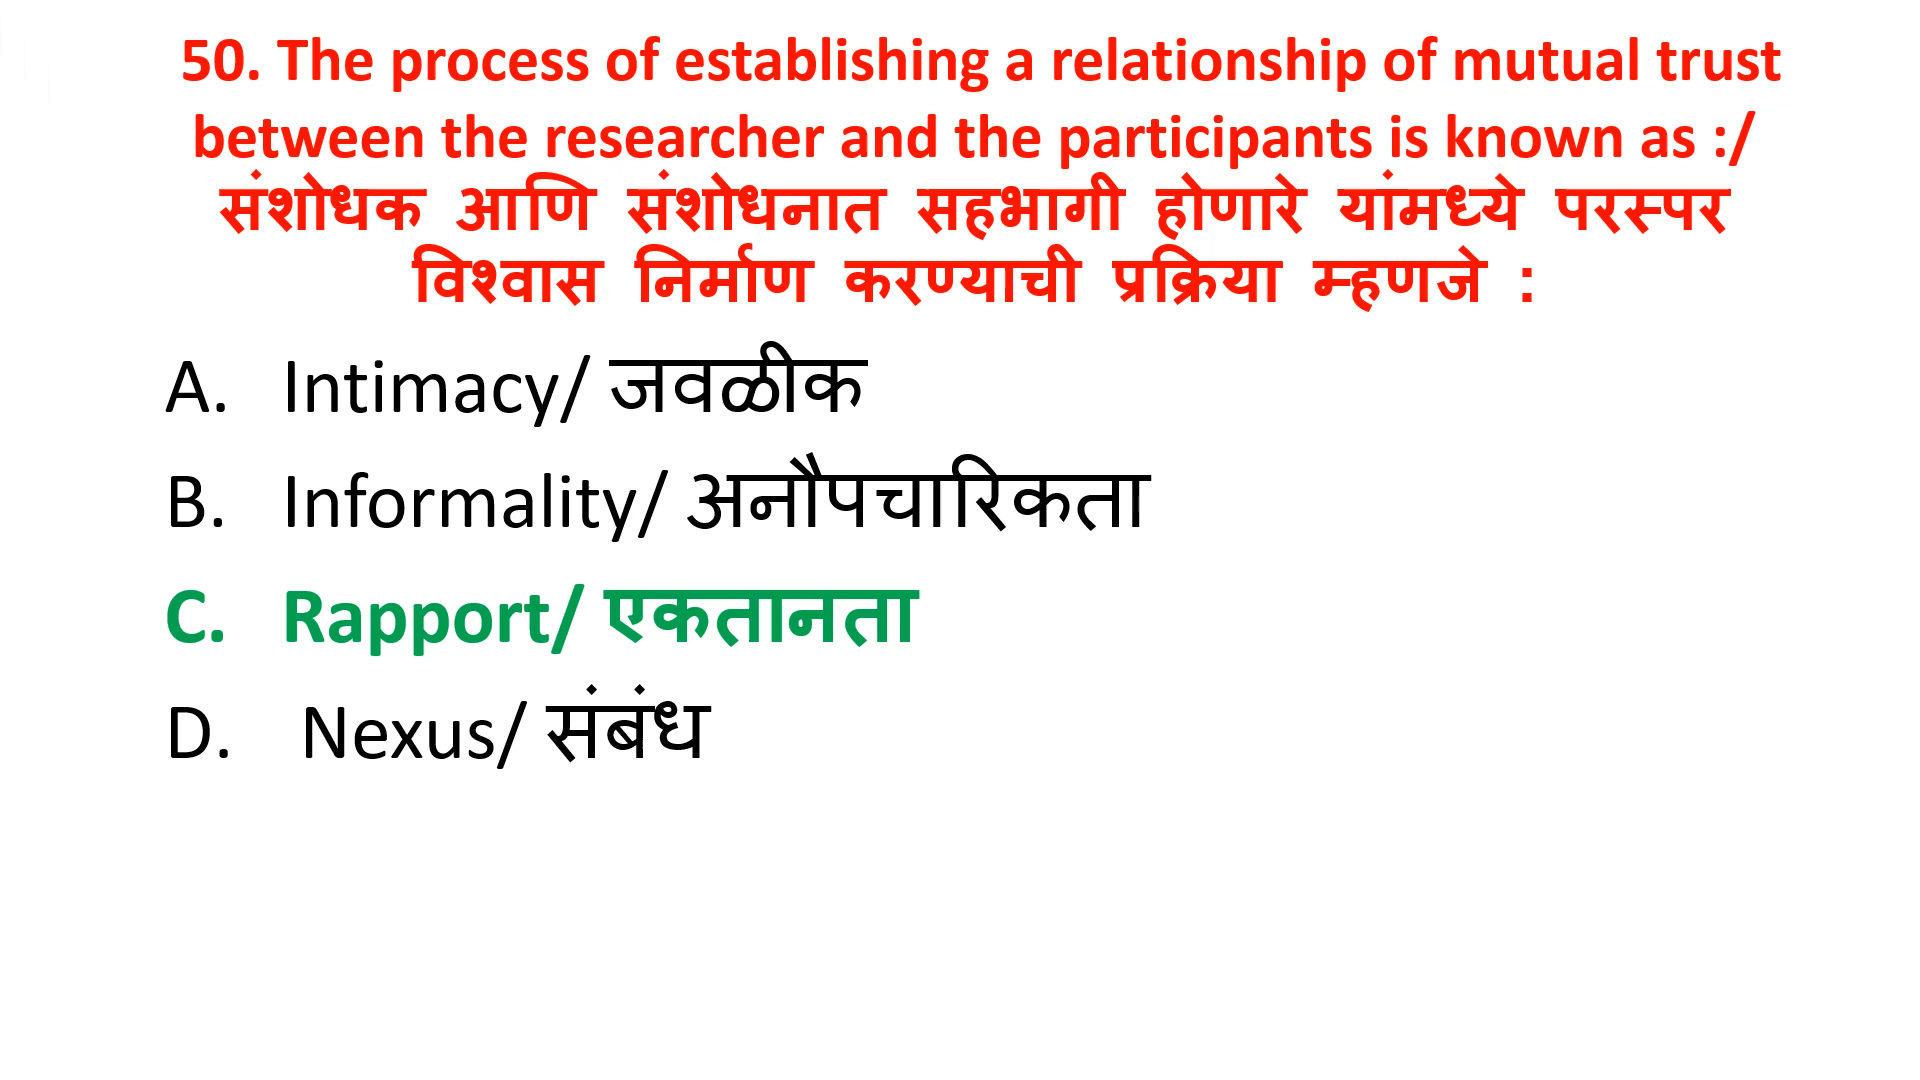 50. The process of establishing a relationship of mutual trust
between the researcher and the participants is known as :/
संशोधक आणि संशोधनात सहभागी होणारे यांमध्ये परस्पर
विश्वास निर्माण करण्याची प्रक्रिया म्हणजे :
A. Intimacy/ जवळीक
B. Informality/ अनौपचारिकता
C. Rapport/ एकतानता
D. Nexus/ संबंध